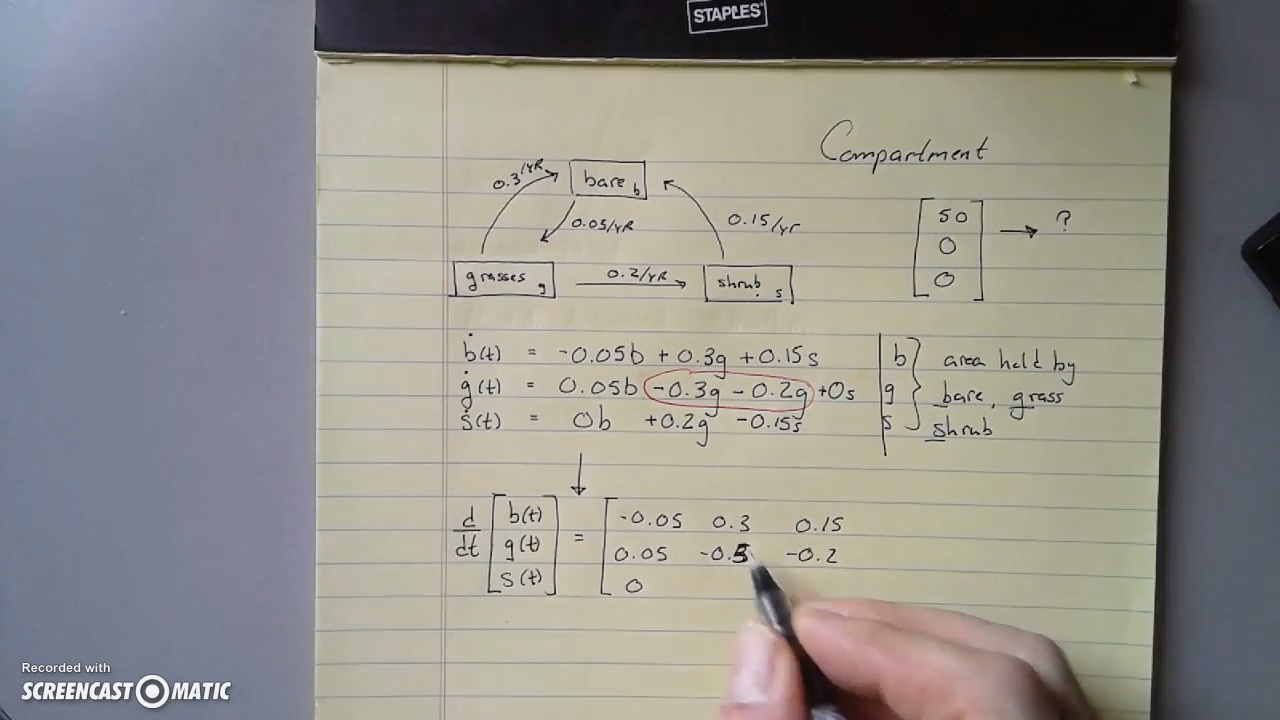 STAPLES
Compartment
0.3/YR
bare b
0.05/YR
0.15/yr
grasses g
0.2/YR
shrub s
[50 0 0] → ?
ḃ(t) = -0.05b + 0.3g + 0.15s
ġ(t) = 0.05b -0.3g - 0.2g +0s
ṡ(t) = 0b +0.2g -0.15s
b
g
s
area held by
bare, grass
shrub
d/dt [b(t) = [-0.05 0.3 0.15
g(t 0.05 -0.5 -0.2
s(t)] 0
Recorded with
SCREENCAST MATIC